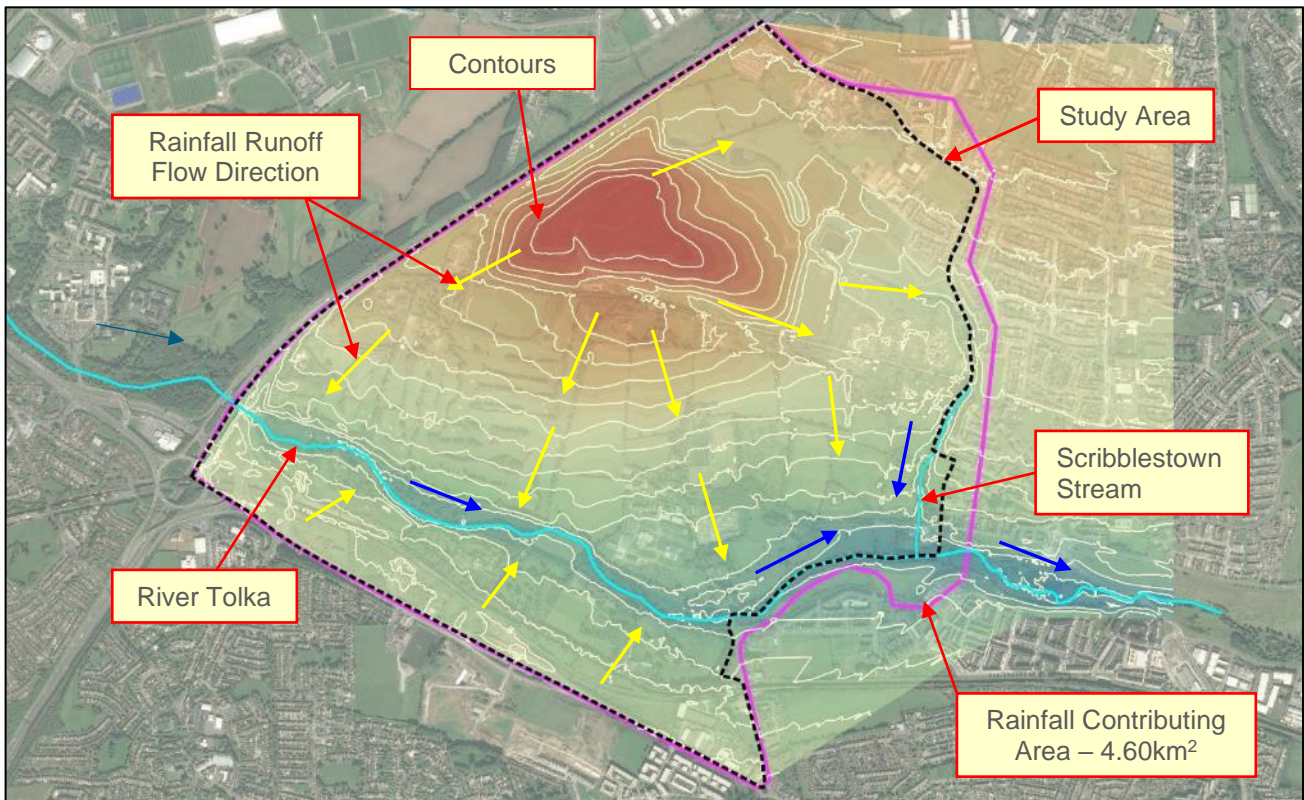 Contours
Rainfall Runoff
Flow Direction
Study Area
Scribblestown
Stream
River Tolka
Rainfall Contributing
Area – 4.60km²